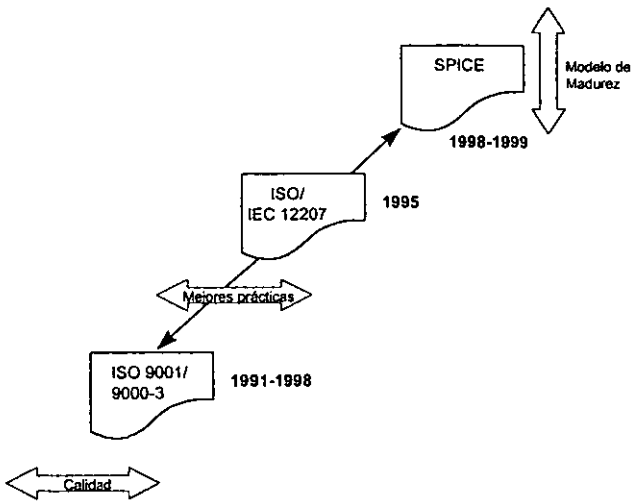 SPICE
Modelo de
Madurez
1998-1999
ISO/
IEC 12207
1995
Mejores prácticas
ISO 9001/
9000-3
1991-1998
Calidad